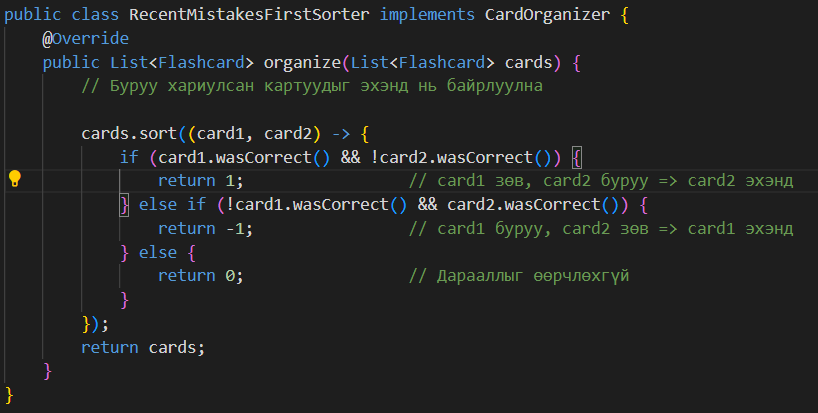 public class RecentMistakesFirstSorter implements CardOrganizer {
    @Override
    public List<Flashcard> organize(List<Flashcard> cards) {
        // Буруу хариулсан картуудыг эхэнд нь байрлуулна

        cards.sort((card1, card2) -> {
            if (card1.wasCorrect() && !card2.wasCorrect()) {
                return 1;                 // card1 зөв, card2 буруу => card2 эхэнд
            } else if (!card1.wasCorrect() && card2.wasCorrect()) {
                return -1;                // card1 буруу, card2 зөв => card1 эхэнд
            } else {
                return 0;                 // Дарааллыг өөрчлөхгүй
            }
        });
        return cards;
    }
}